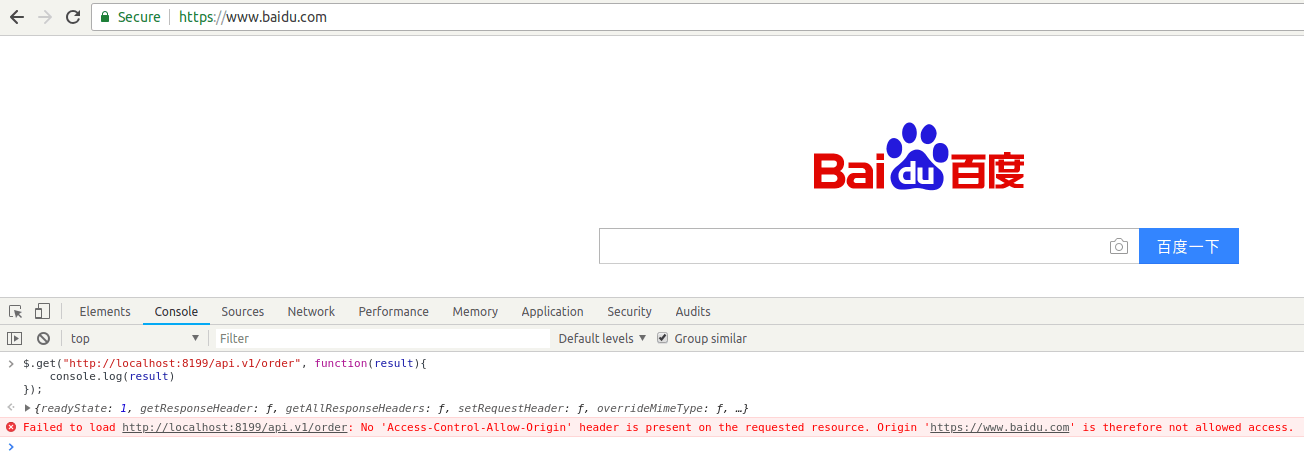 Secure https://www.baidu.com
Bai du 百度
百度一下
Elements Console Sources Network Performance Memory Application Security Audits
top ▼ Filter Default levels ▼ Group similar
$.get("http://localhost:8199/api.v1/order", function(result){
console.log(result)
});
{readyState: 1, getResponseHeader: ƒ, getAllResponseHeaders: ƒ, setRequestHeader: ƒ, overrideMimeType: ƒ, …}
Failed to load http://localhost:8199/api.v1/order: No 'Access-Control-Allow-Origin' header is present on the requested resource. Origin 'https://www.baidu.com' is therefore not allowed access.